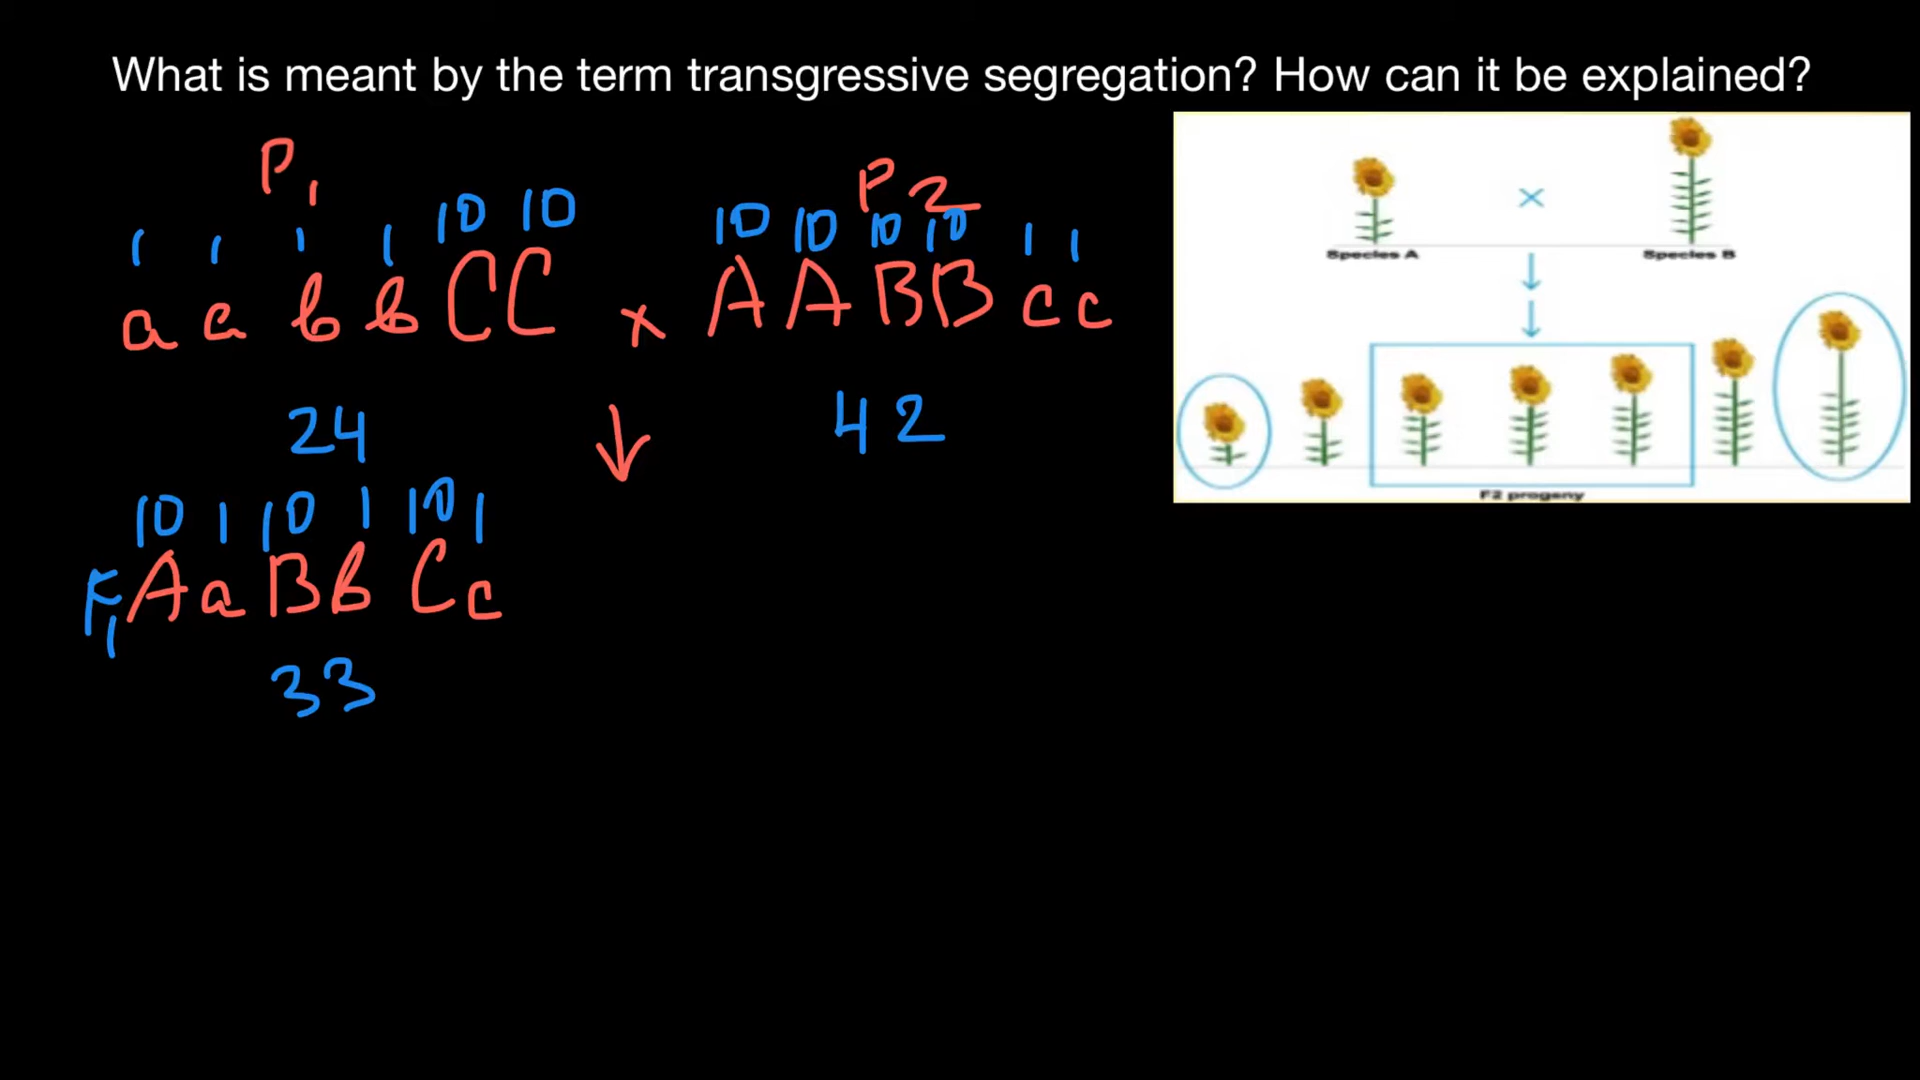 What is meant by the term transgressive segregation? How can it be explained?
P1
P2
1 1 1 1 10 10
10 10 10 10 1 1
a a b b C C x A A B B c c
24
42
10 1 10 1 10 1
F1 A a B b C c
33
Species A
×
Species B
F2 progeny